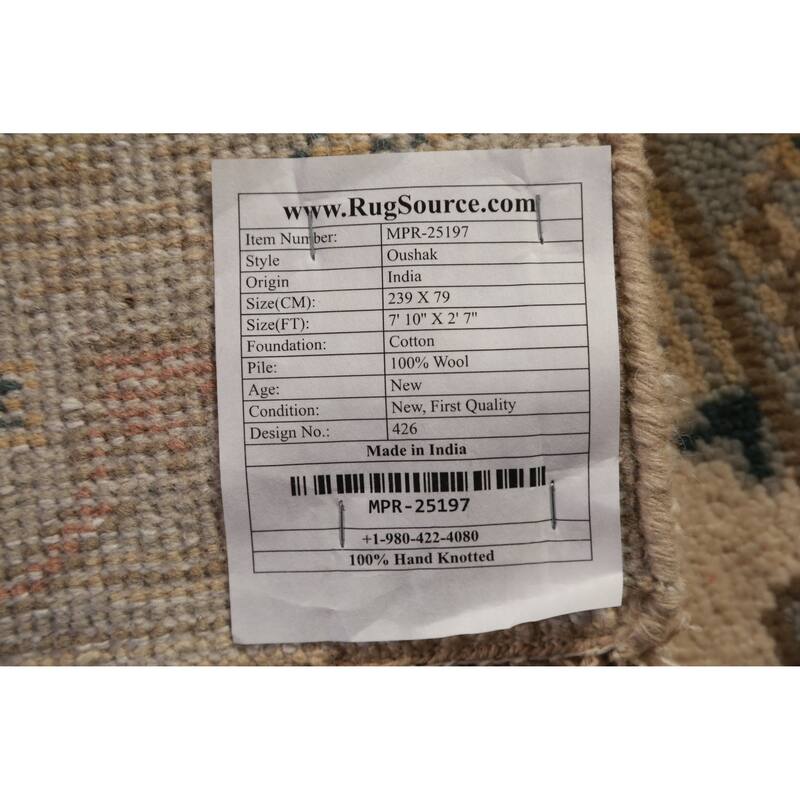 www.RugSource.com
Item Number: MPR-25197
Style Oushak
Origin India
Size(CM): 239 X 79
Size(FT): 7' 10" X 2' 7"
Foundation: Cotton
Pile: 100% Wool
Age: New
Condition: New, First Quality
Design No.: 426
Made in India
MPR-25197
+1-980-422-4080
100% Hand Knotted